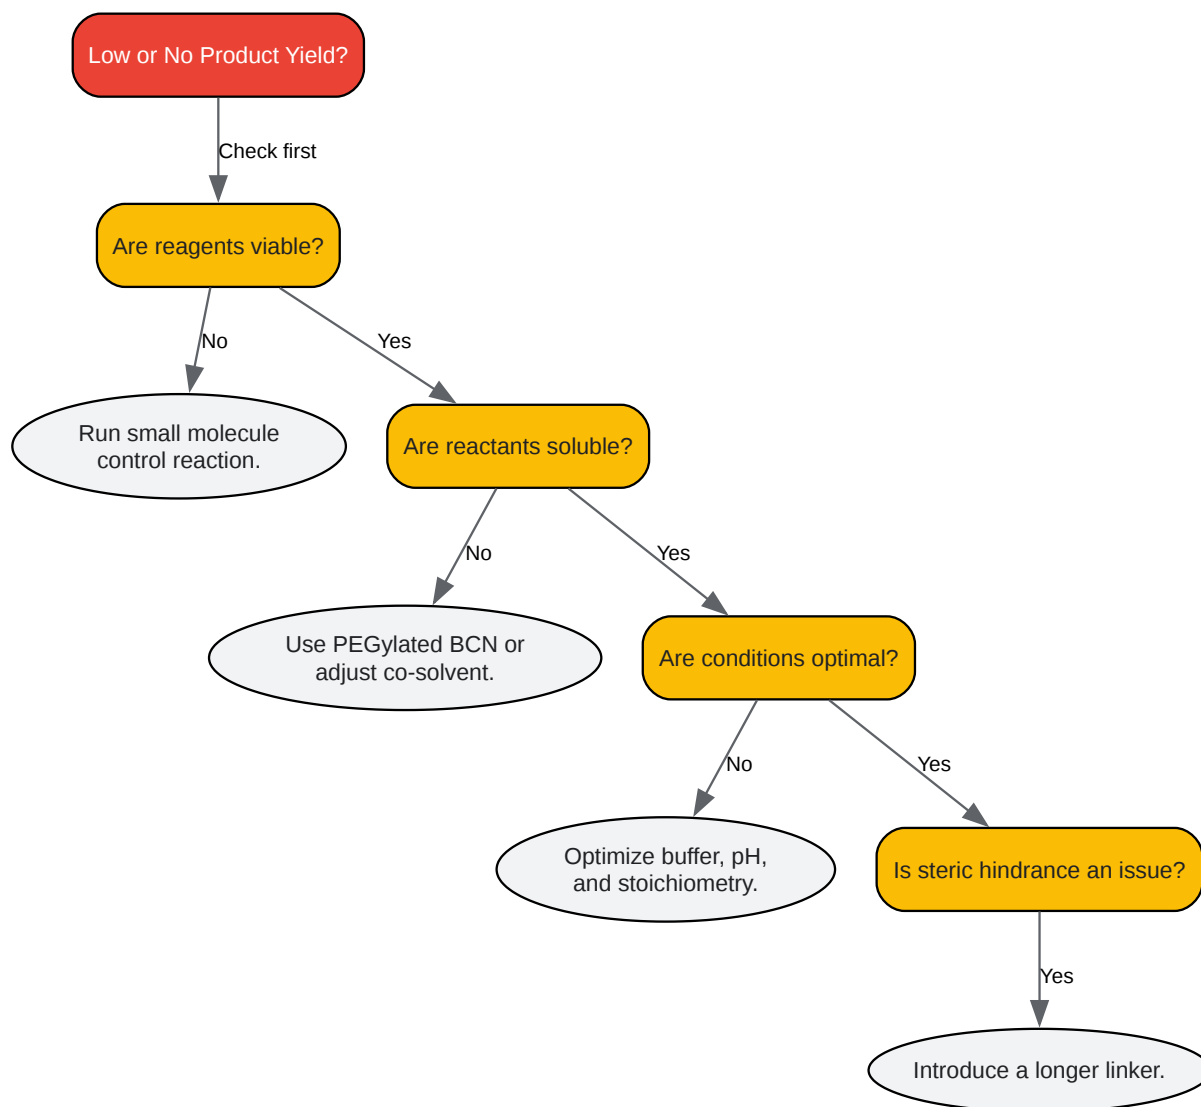 Low or No Product Yield?
Check first
Are reagents viable?
No
Yes
Run small molecule
control reaction.
Are reactants soluble?
No
Yes
Use PEGylated BCN or
adjust co-solvent.
Are conditions optimal?
No
Yes
Optimize buffer, pH,
and stoichiometry.
Is steric hindrance an issue?
Yes
Introduce a longer linker.